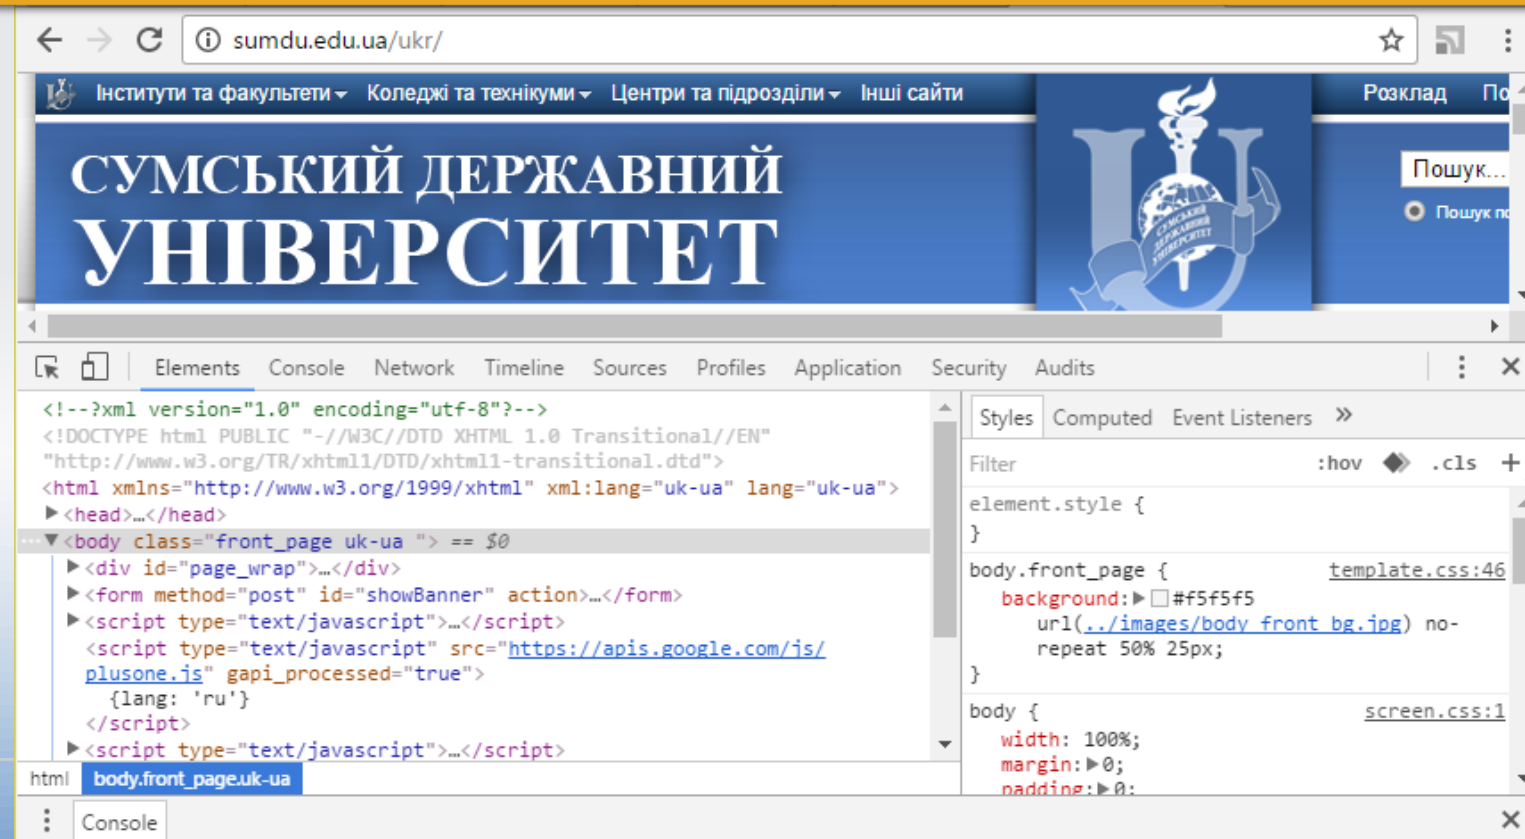 sumdu.edu.ua/ukr/
Інститути та факультети Коледжі та технікуми Центри та підрозділи Інші сайти Розклад По
СУМСЬКИЙ ДЕРЖАВНИЙ
УНІВЕРСИТЕТ
СУМСЬКИЙ
ДЕРЖАВНИЙ
УНІВЕРСИТЕТ
Пошук...
Пошук по
Elements Console Network Timeline Sources Profiles Application Security Audits
<!--?xml version="1.0" encoding="utf-8"?-->
<!DOCTYPE html PUBLIC "-//W3C//DTD XHTML 1.0 Transitional//EN"
"http://www.w3.org/TR/xhtml1/DTD/xhtml1-transitional.dtd">
<html xmlns="http://www.w3.org/1999/xhtml" xml:lang="uk-ua" lang="uk-ua">
▶<head>…</head>
…▼<body class="front_page uk-ua "> == $0
▶<div id="page_wrap">…</div>
▶<form method="post" id="showBanner" action>…</form>
▶<script type="text/javascript">…</script>
<script type="text/javascript" src="https://apis.google.com/js/
plusone.js" gapi_processed="true">
{lang: 'ru'}
</script>
▶<script type="text/javascript">…</script>
html body.front_page.uk-ua
Styles Computed Event Listeners »
Filter :hov .cls +
element.style {
}
body.front_page { template.css:46
background:▶#f5f5f5
url(../images/body_front_bg.jpg) no-
repeat 50% 25px;
}
body { screen.css:1
width: 100%;
margin:▶0;
padding:▶0;
Console